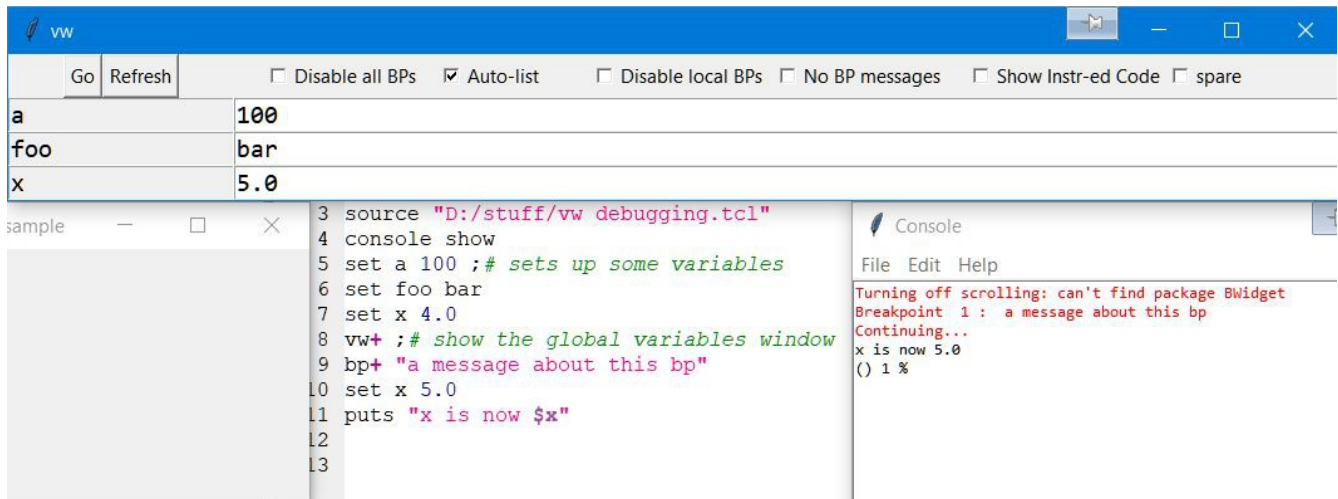 vw
Go Refresh Disable all BPs Auto-list Disable local BPs No BP messages Show Instr-ed Code spare
a 100
foo bar
x 5.0
sample
3 source "D:/stuff/vw debugging.tcl"
4 console show
5 set a 100 ;# sets up some variables
6 set foo bar
7 set x 4.0
8 vw+ ;# show the global variables window
9 bp+ "a message about this bp"
10 set x 5.0
11 puts "x is now $x"
12
13
Console
File Edit Help
Turning off scrolling: can't find package BWidget
Breakpoint 1 : a message about this bp
Continuing...
x is now 5.0
() 1 %